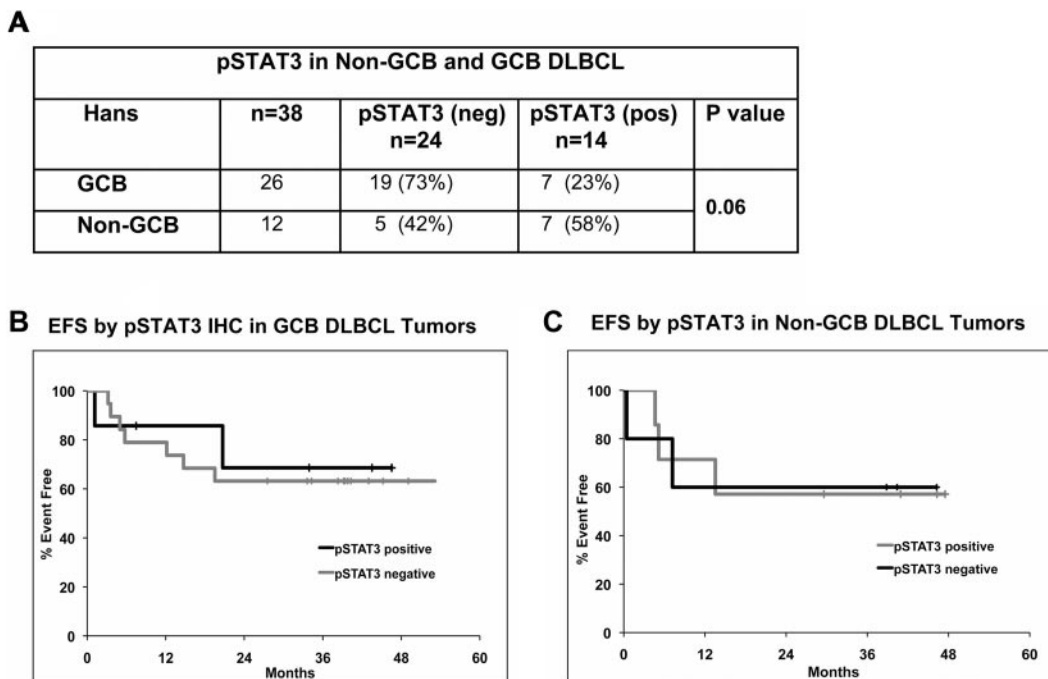 A
pSTAT3 in Non-GCB and GCB DLBCL
Hans n=38 pSTAT3 (neg) n=24 pSTAT3 (pos) n=14 P value
GCB 26 19 (73%) 7 (23%) 0.06
Non-GCB 12 5 (42%) 7 (58%)
B EFS by pSTAT3 IHC in GCB DLBCL Tumors
% Event Free
100
80
60
40
20
0
pSTAT3 positive
pSTAT3 negative
0 12 24 36 48 60
Months
C EFS by pSTAT3 in Non-GCB DLBCL Tumors
% Event Free
100
80
60
40
20
0
pSTAT3 positive
pSTAT3 negative
0 12 24 36 48 60
Months